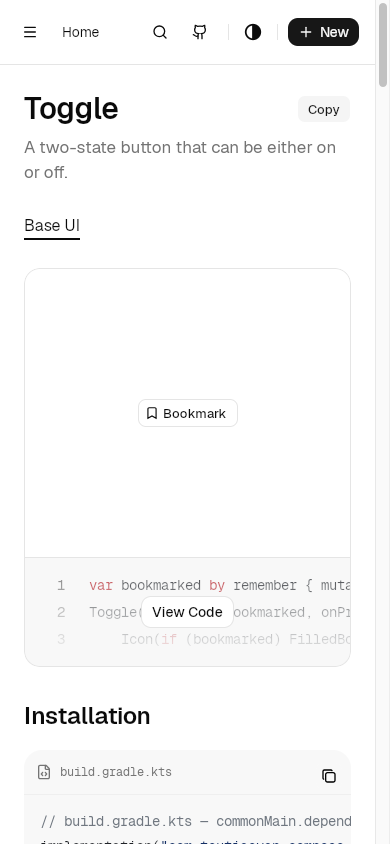 Home
New
Toggle
Copy
A two-state button that can be either on
or off.
Base UI
Bookmark
1 var bookmarked by remember { muta
2 Toggle( ookmarked, onPr
View Code
3 Icon(if (bookmarked) FilledBo
Installation
build.gradle.kts
// build.gradle.kts — commonMain.depend